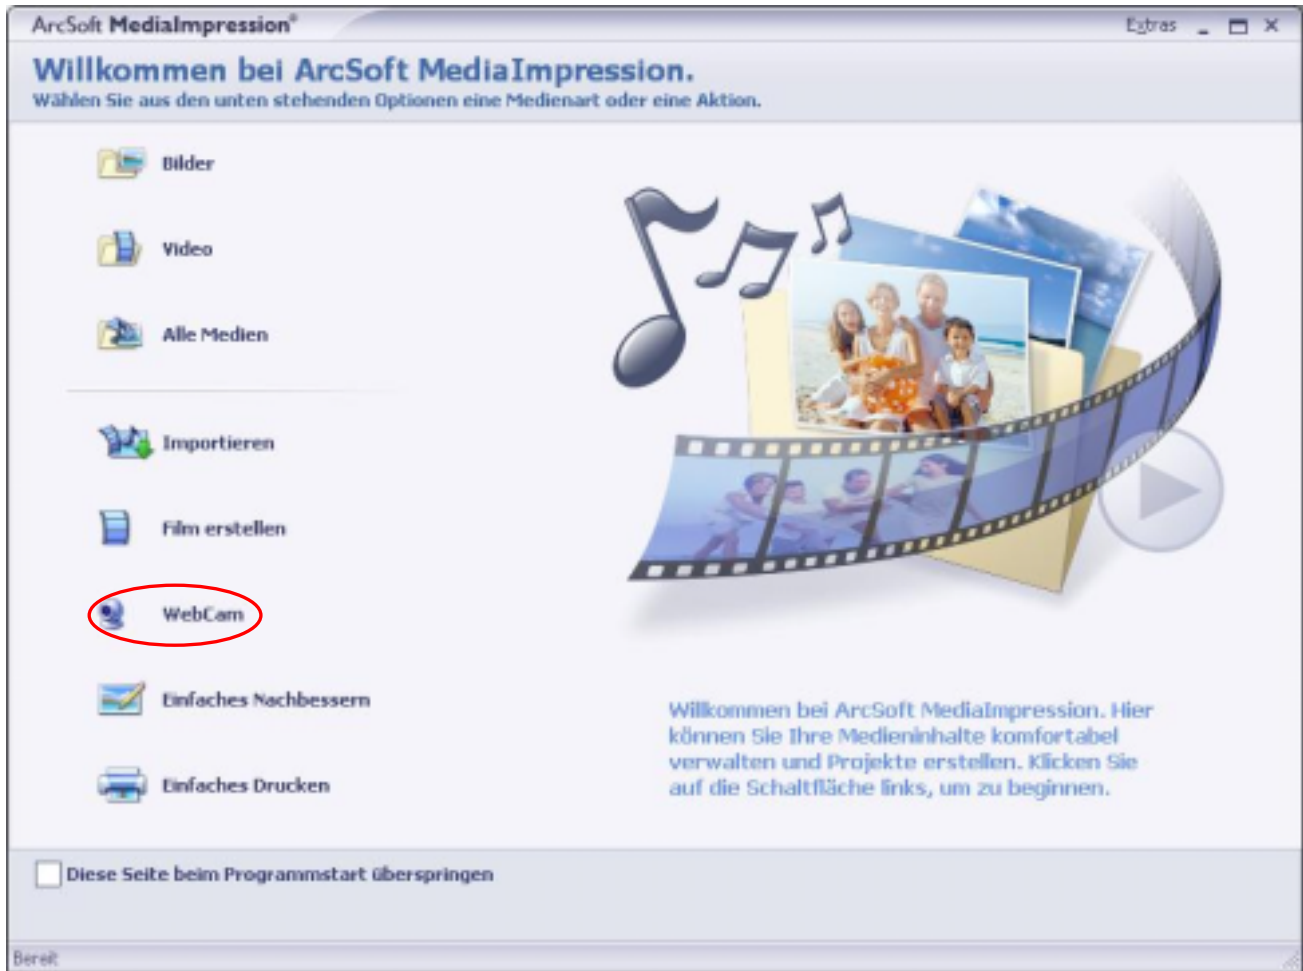 ArcSoft MediaImpression®
Extras
Willkommen bei ArcSoft MediaImpression.
Wählen Sie aus den unten stehenden Optionen eine Medienart oder eine Aktion.
Bilder
Video
Alle Medien
Importieren
Film erstellen
WebCam
Einfaches Nachbessern
Einfaches Drucken
Willkommen bei ArcSoft MediaImpression. Hier
können Sie Ihre Medieninhalte komfortabel
verwalten und Projekte erstellen. Klicken Sie
auf die Schaltfläche links, um zu beginnen.
Diese Seite beim Programmstart überspringen
Bereit